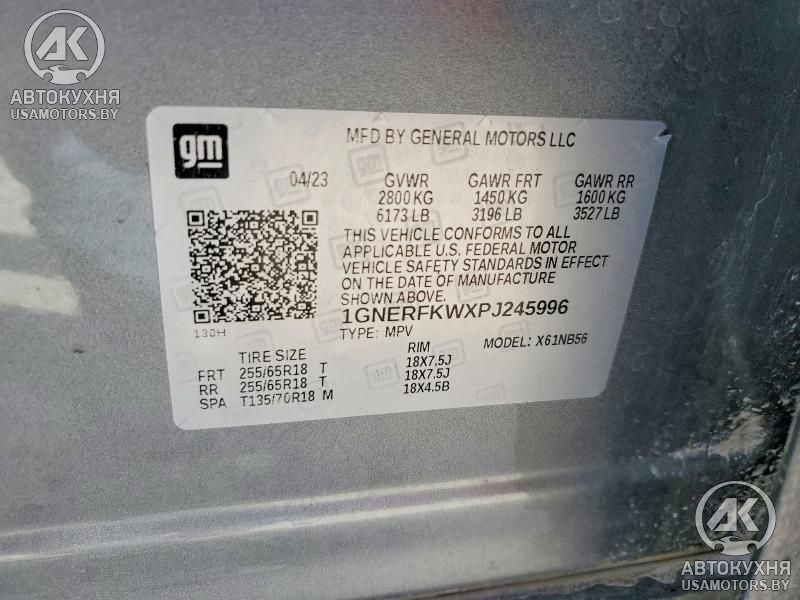 AK
АВТОКУХНЯ
USAMOTORS.BY
gm
MFD BY GENERAL MOTORS LLC
04/23 GVWR GAWR FRT GAWR RR
2800 KG 1450 KG 1600 KG
6173 LB 3196 LB 3527 LB
THIS VEHICLE CONFORMS TO ALL
APPLICABLE U.S. FEDERAL MOTOR
VEHICLE SAFETY STANDARDS IN EFFECT
ON THE DATE OF MANUFACTURE
SHOWN ABOVE.
1GNERFKWXPJ245996
130H
TYPE: MPV MODEL: X61NB56
TIRE SIZE RIM
FRT 255/65R18 T 18X7.5J
RR 255/65R18 T 18X7.5J
SPA T135/70R18 M 18X4.5B
AK
АВТОКУХНЯ
USAMOTORS.BY